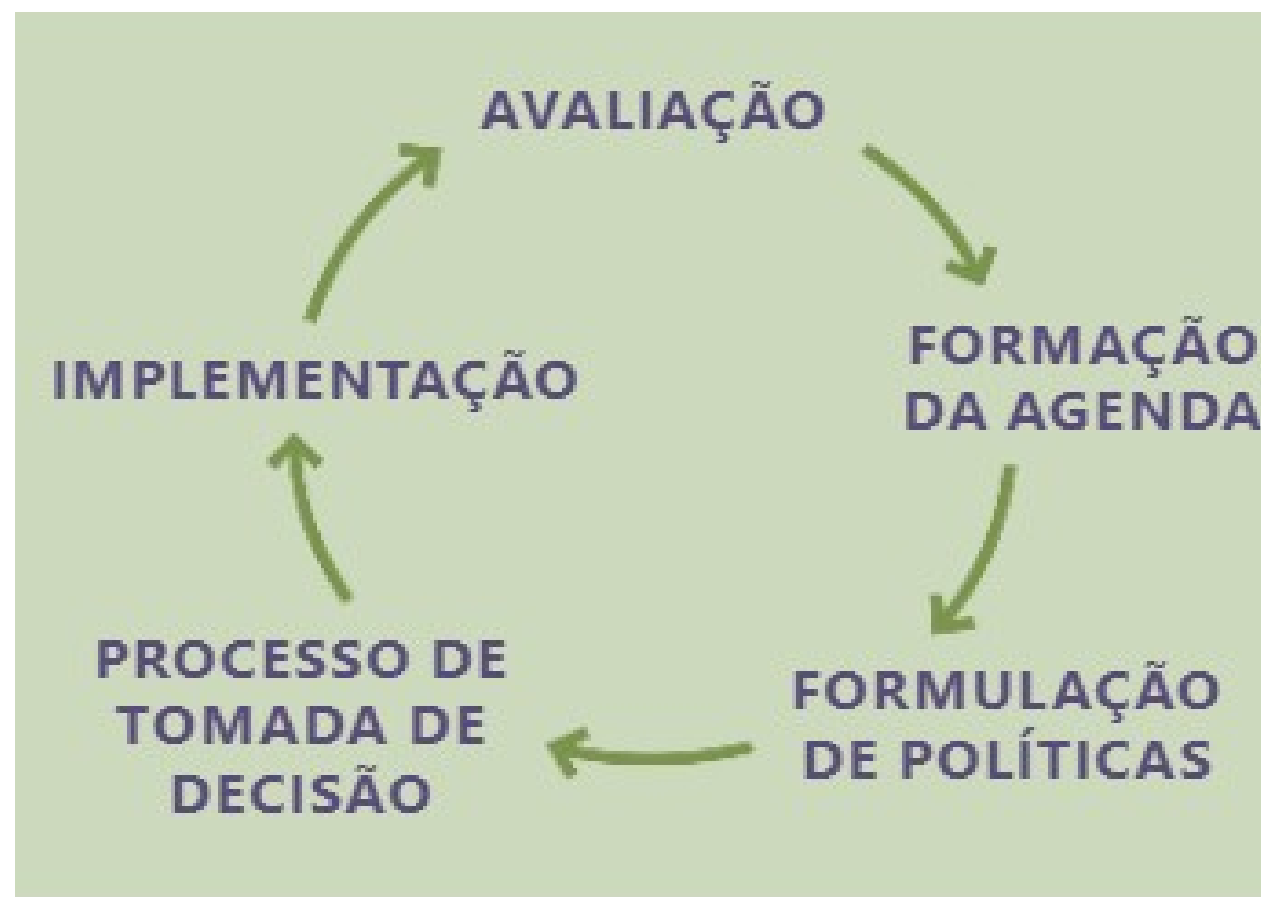 AVALIAÇÃO
FORMAÇÃO
DA AGENDA
FORMULAÇÃO
DE POLÍTICAS
PROCESSO DE
TOMADA DE
DECISÃO
IMPLEMENTAÇÃO